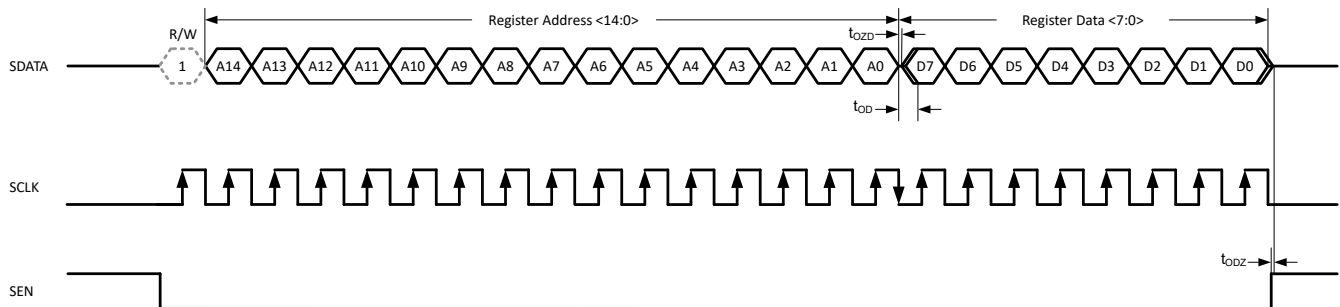 Register Address <14:0>
Register Data <7:0>
R/W
tOZD
SDATA
1 A14 A13 A12 A11 A10 A9 A8 A7 A6 A5 A4 A3 A2 A1 A0 D7 D6 D5 D4 D3 D2 D1 D0
tOD
SCLK
tODZ
SEN